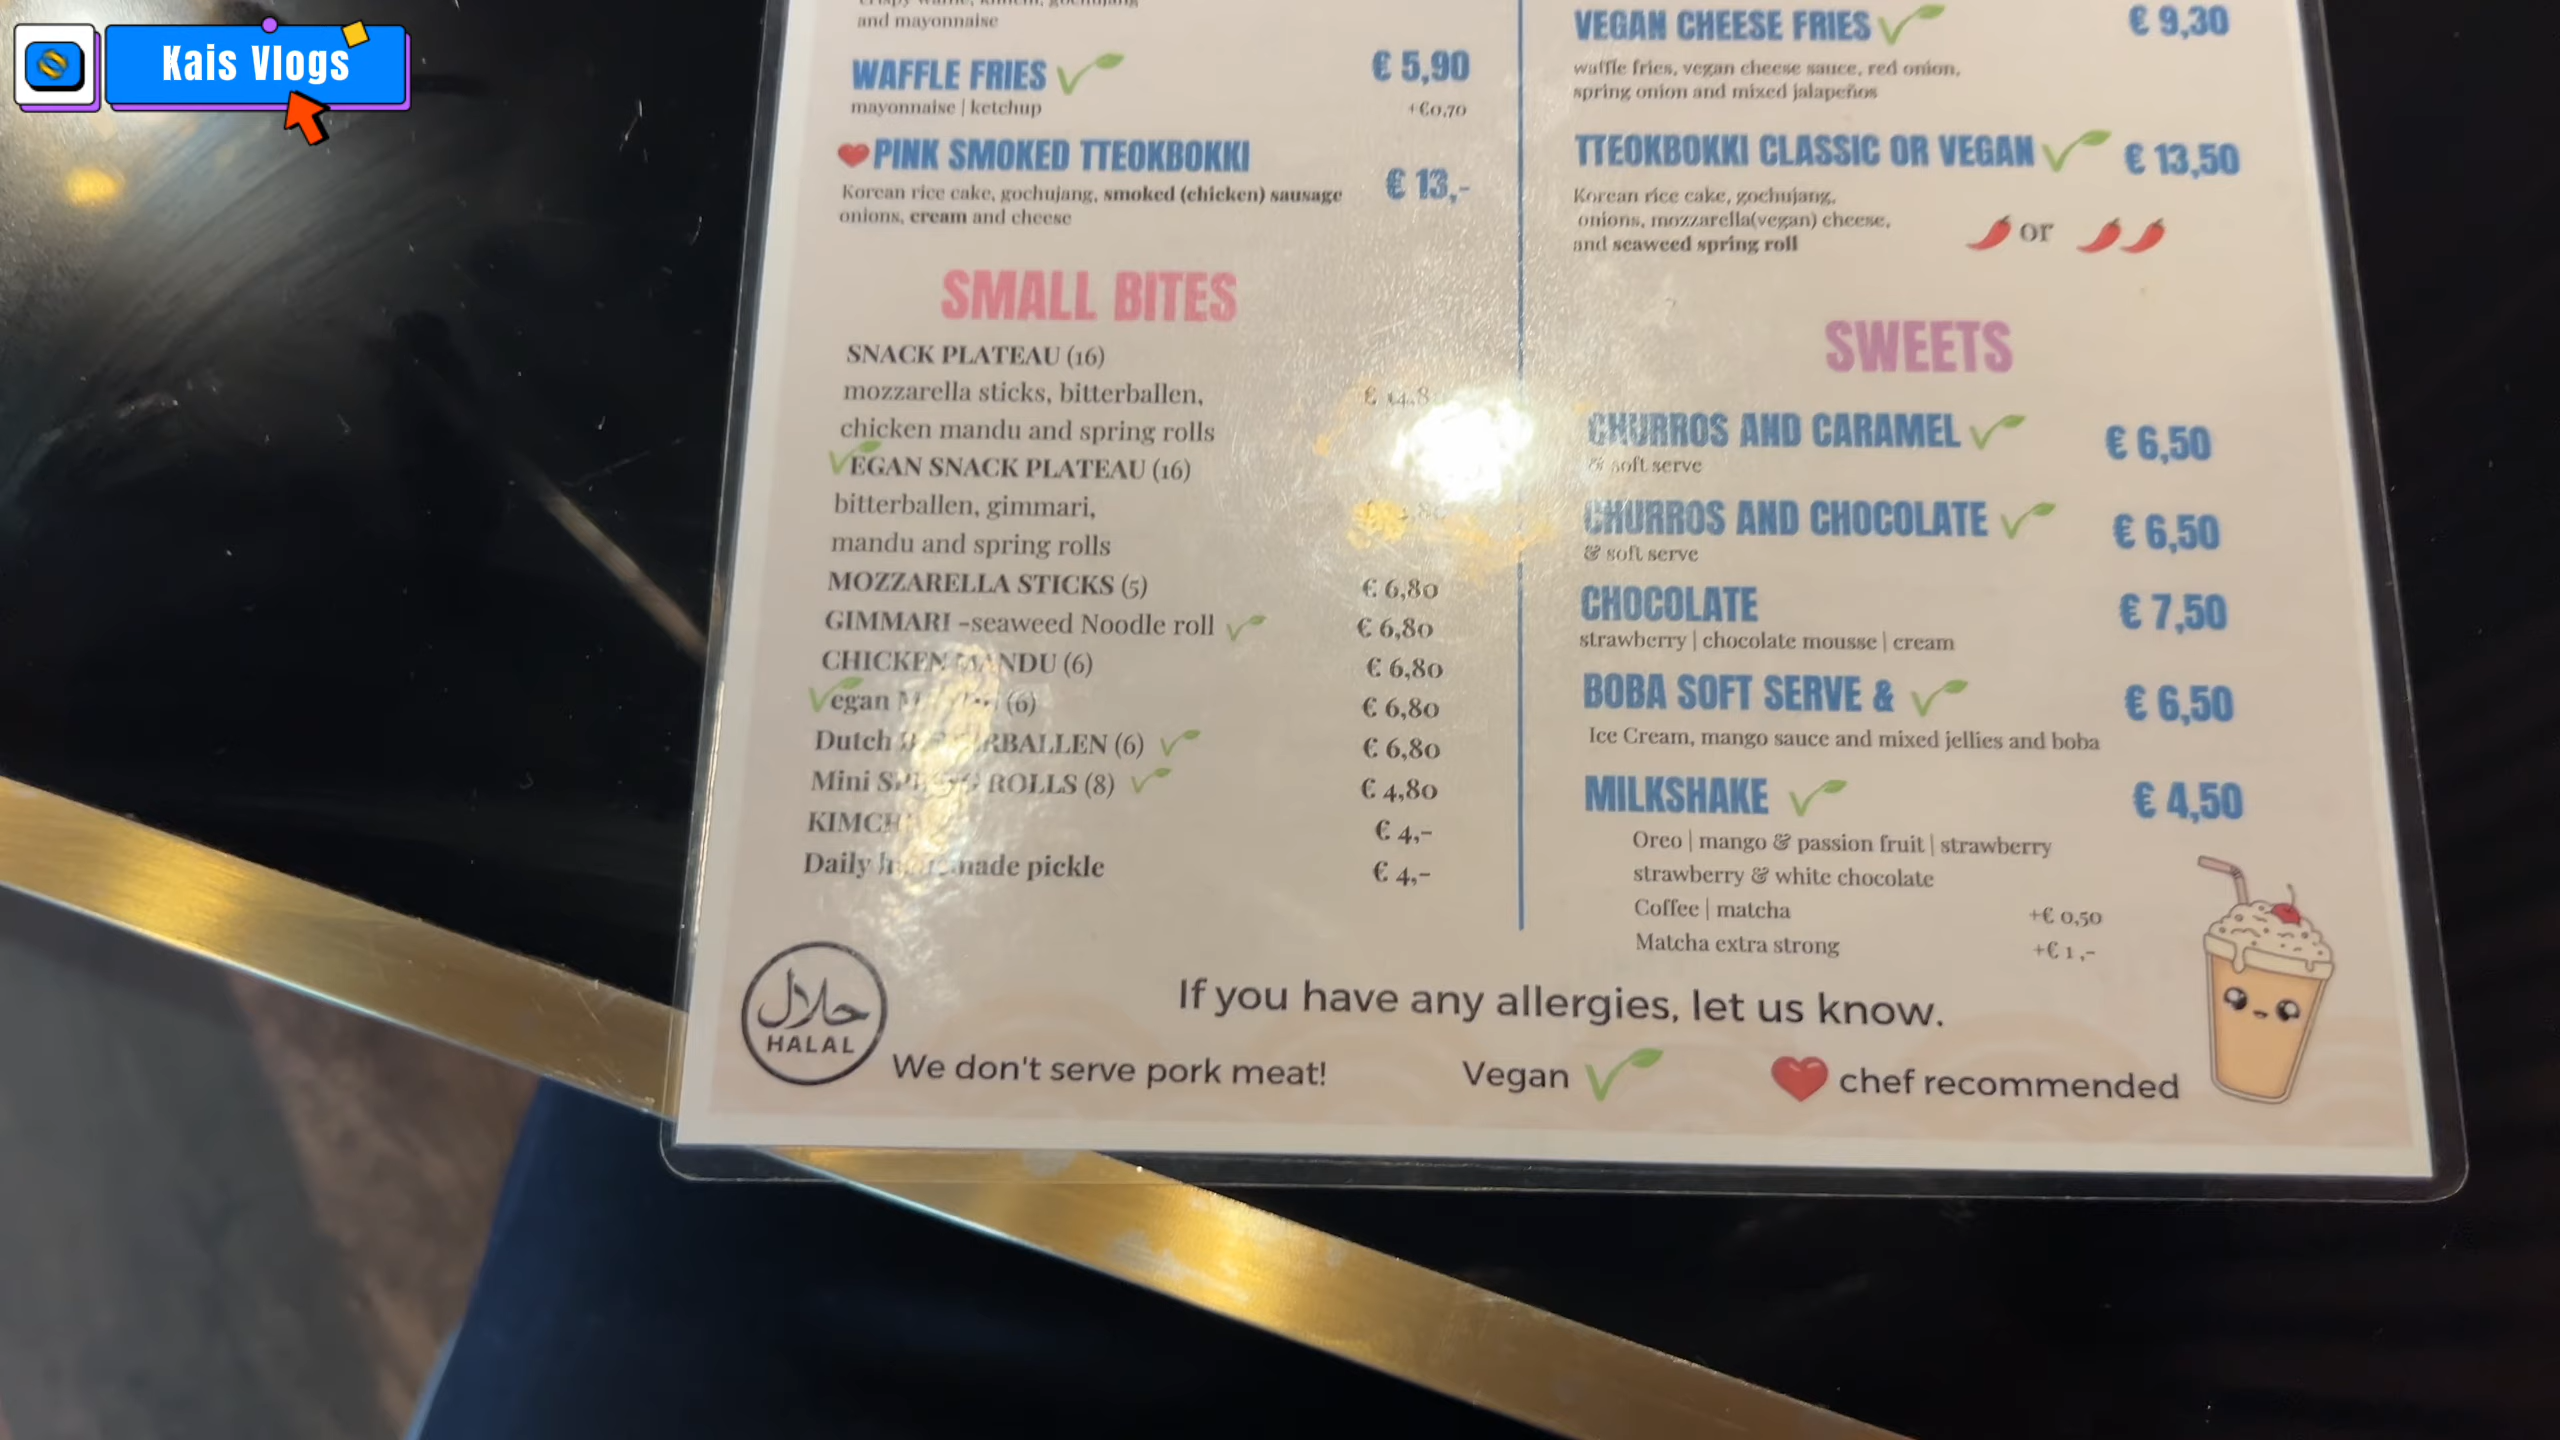 Kais Vlogs
and mayonnaise
WAFFLE FRIES € 5,90
mayonnaise | ketchup +€0,70
PINK SMOKED TTEOKBOKKI € 13,-
Korean rice cake, gochujang, smoked (chicken) sausage
onions, cream and cheese
SMALL BITES
SNACK PLATEAU (16)
mozzarella sticks, bitterballen,
chicken mandu and spring rolls
VEGAN SNACK PLATEAU (16)
bitterballen, gimmari,
mandu and spring rolls
MOZZARELLA STICKS (5) € 6,80
GIMMARI -seaweed Noodle roll € 6,80
CHICKEN MANDU (6) € 6,80
Vegan (6) € 6,80
Dutch BITTERBALLEN (6) € 6,80
Mini SPRING ROLLS (8) € 4,80
KIMCHI € 4,-
Daily homemade pickle € 4,-
VEGAN CHEESE FRIES € 9,30
waffle fries, vegan cheese sauce, red onion,
spring onion and mixed jalapeños
TTEOKBOKKI CLASSIC OR VEGAN € 13,50
Korean rice cake, gochujang,
onions, mozzarella(vegan) cheese,
and seaweed spring roll or
SWEETS
CHURROS AND CARAMEL € 6,50
& soft serve
CHURROS AND CHOCOLATE € 6,50
& soft serve
CHOCOLATE € 7,50
strawberry | chocolate mousse | cream
BOBA SOFT SERVE & € 6,50
Ice Cream, mango sauce and mixed jellies and boba
MILKSHAKE € 4,50
Oreo | mango & passion fruit | strawberry
strawberry & white chocolate
Coffee | matcha +€ 0,50
Matcha extra strong +€ 1,-
If you have any allergies, let us know.
حلال
HALAL
We don't serve pork meat! Vegan chef recommended